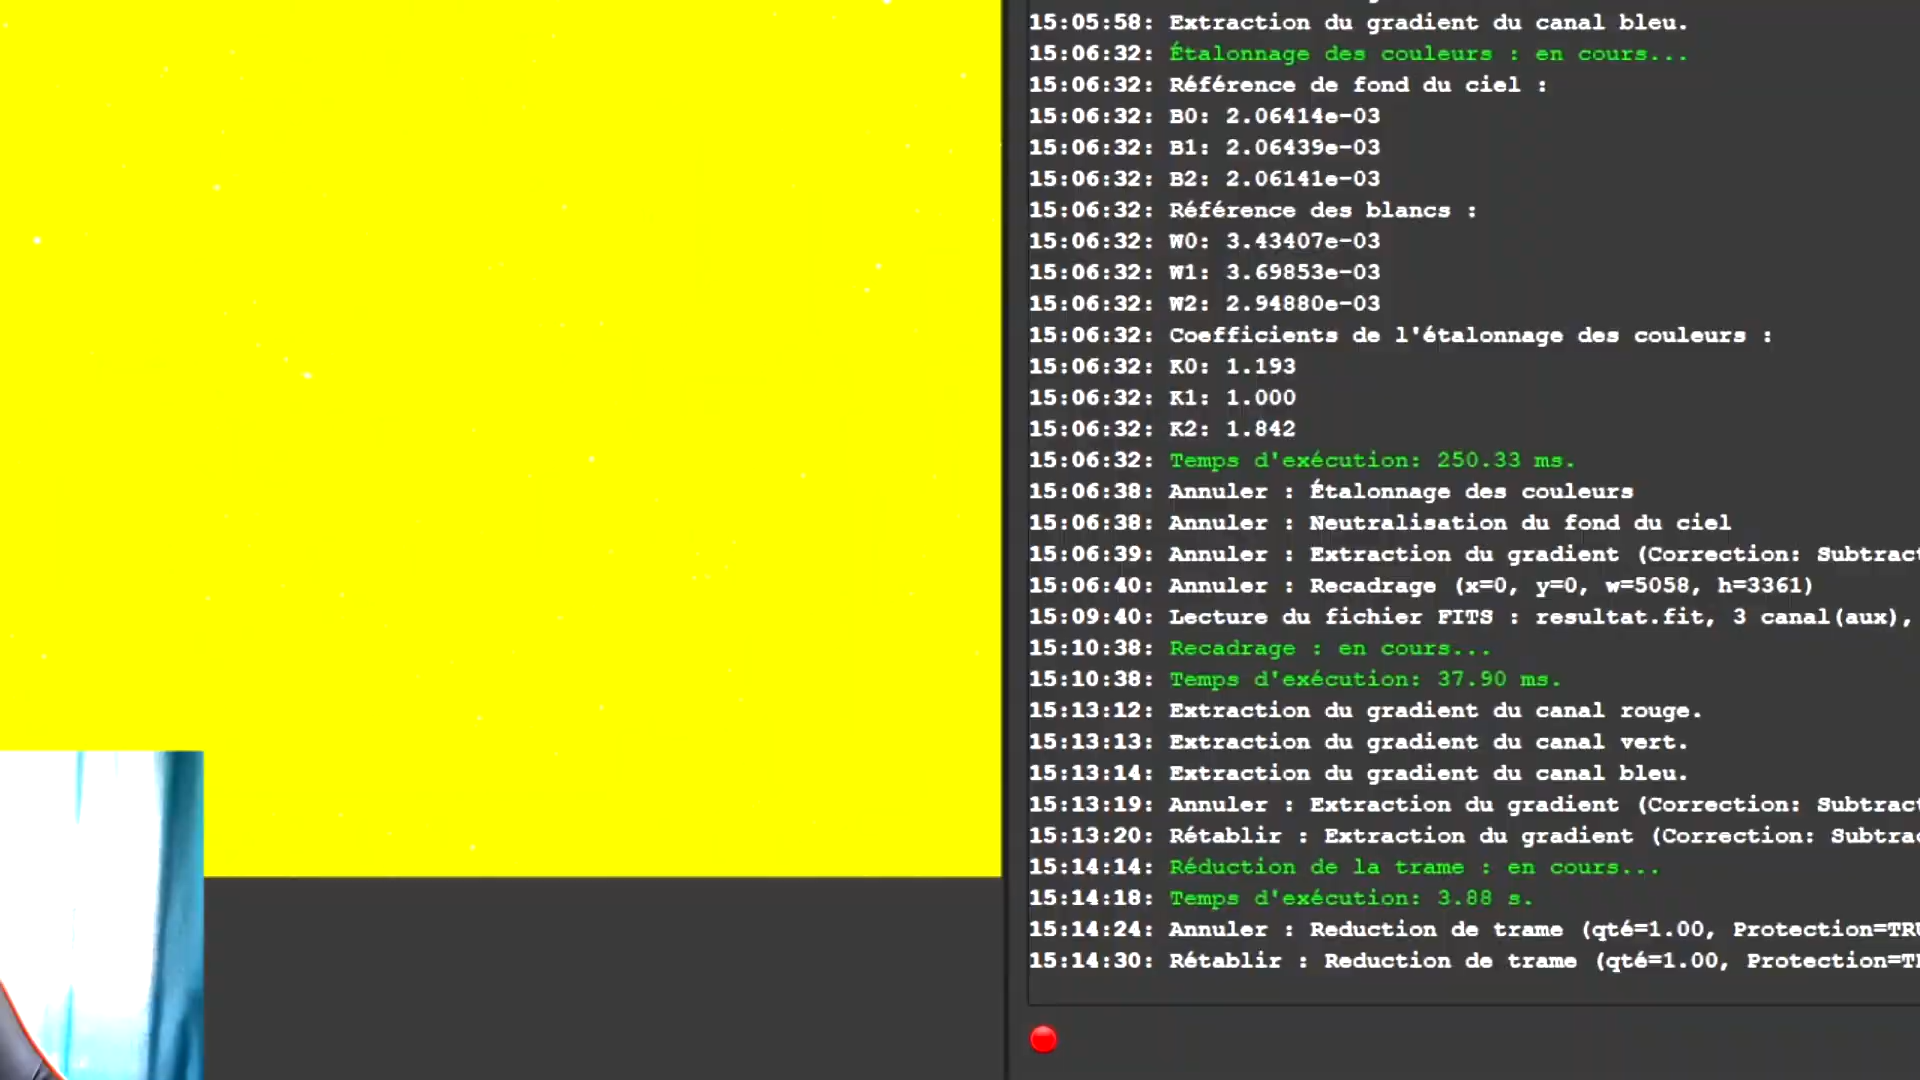 15:05:58: Extraction du gradient du canal bleu.
15:06:32: Étalonnage des couleurs : en cours...
15:06:32: Référence de fond du ciel :
15:06:32: B0: 2.06414e-03
15:06:32: B1: 2.06439e-03
15:06:32: B2: 2.06141e-03
15:06:32: Référence des blancs :
15:06:32: W0: 3.43407e-03
15:06:32: W1: 3.69853e-03
15:06:32: W2: 2.94880e-03
15:06:32: Coefficients de l'étalonnage des couleurs :
15:06:32: K0: 1.193
15:06:32: K1: 1.000
15:06:32: K2: 1.842
15:06:32: Temps d'exécution: 250.33 ms.
15:06:38: Annuler : Étalonnage des couleurs
15:06:38: Annuler : Neutralisation du fond du ciel
15:06:39: Annuler : Extraction du gradient (Correction: Subtract
15:06:40: Annuler : Recadrage (x=0, y=0, w=5058, h=3361)
15:09:40: Lecture du fichier FITS : resultat.fit, 3 canal(aux),
15:10:38: Recadrage : en cours...
15:10:38: Temps d'exécution: 37.90 ms.
15:13:12: Extraction du gradient du canal rouge.
15:13:13: Extraction du gradient du canal vert.
15:13:14: Extraction du gradient du canal bleu.
15:13:19: Annuler : Extraction du gradient (Correction: Subtract
15:13:20: Rétablir : Extraction du gradient (Correction: Subtra
15:14:14: Réduction de la trame : en cours...
15:14:18: Temps d'exécution: 3.88 s.
15:14:24: Annuler : Reduction de trame (qté=1.00, Protection=TRU
15:14:30: Rétablir : Reduction de trame (qté=1.00, Protection=T